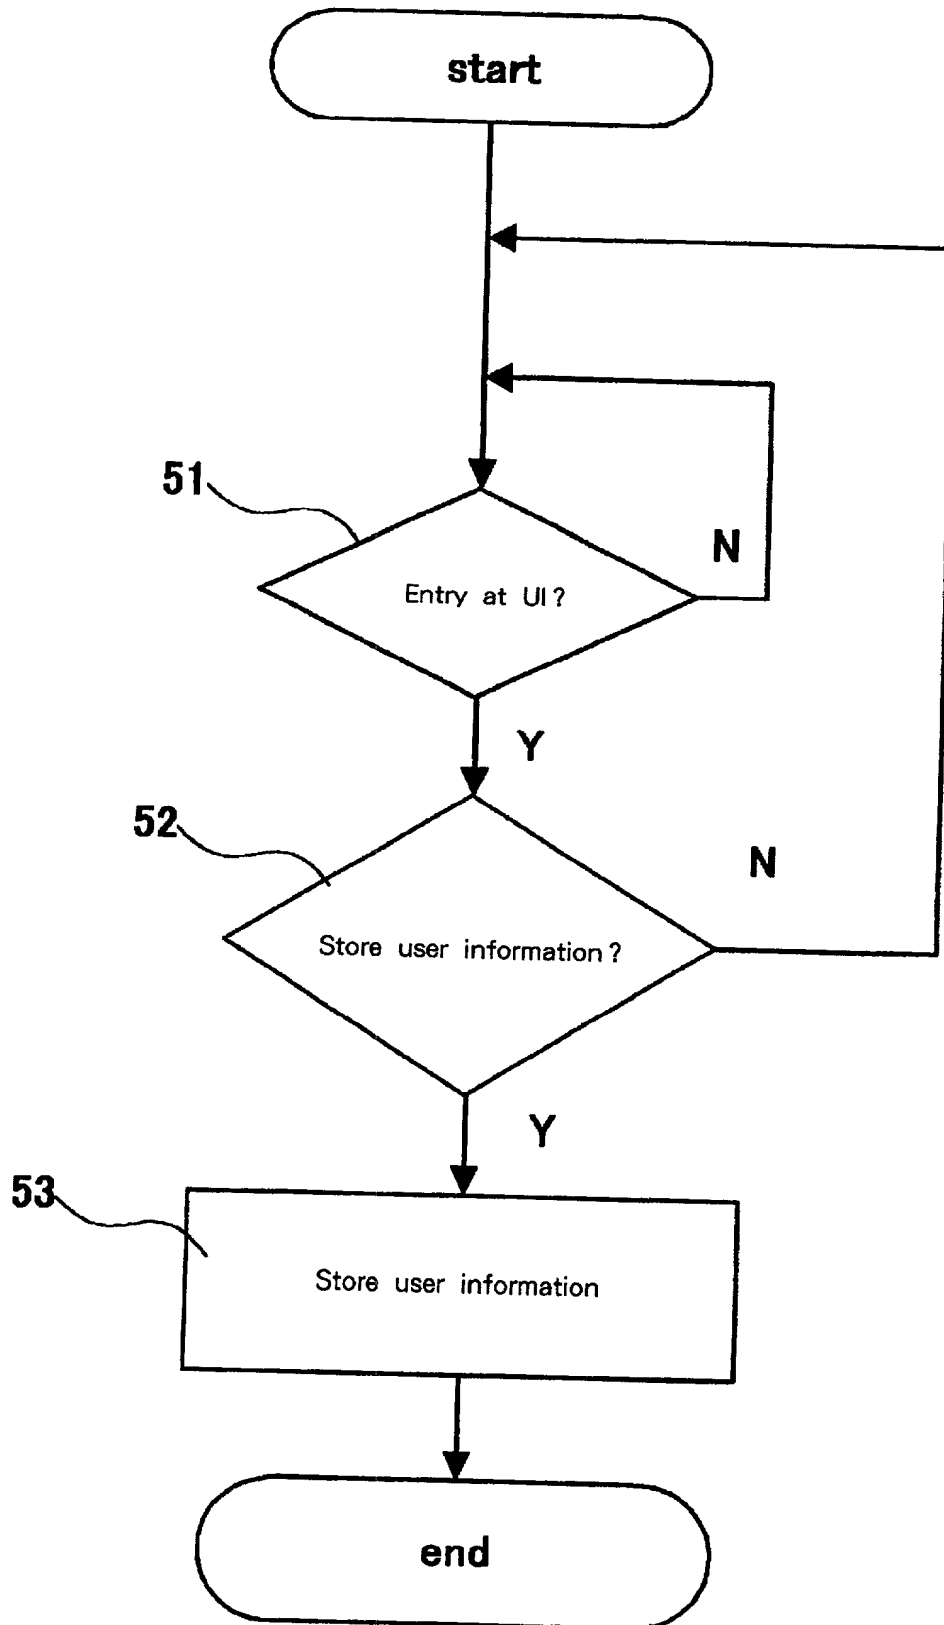 start
51
N
Entry at UI?
Y
52
N
Store user information?
Y
53
Store user information
end